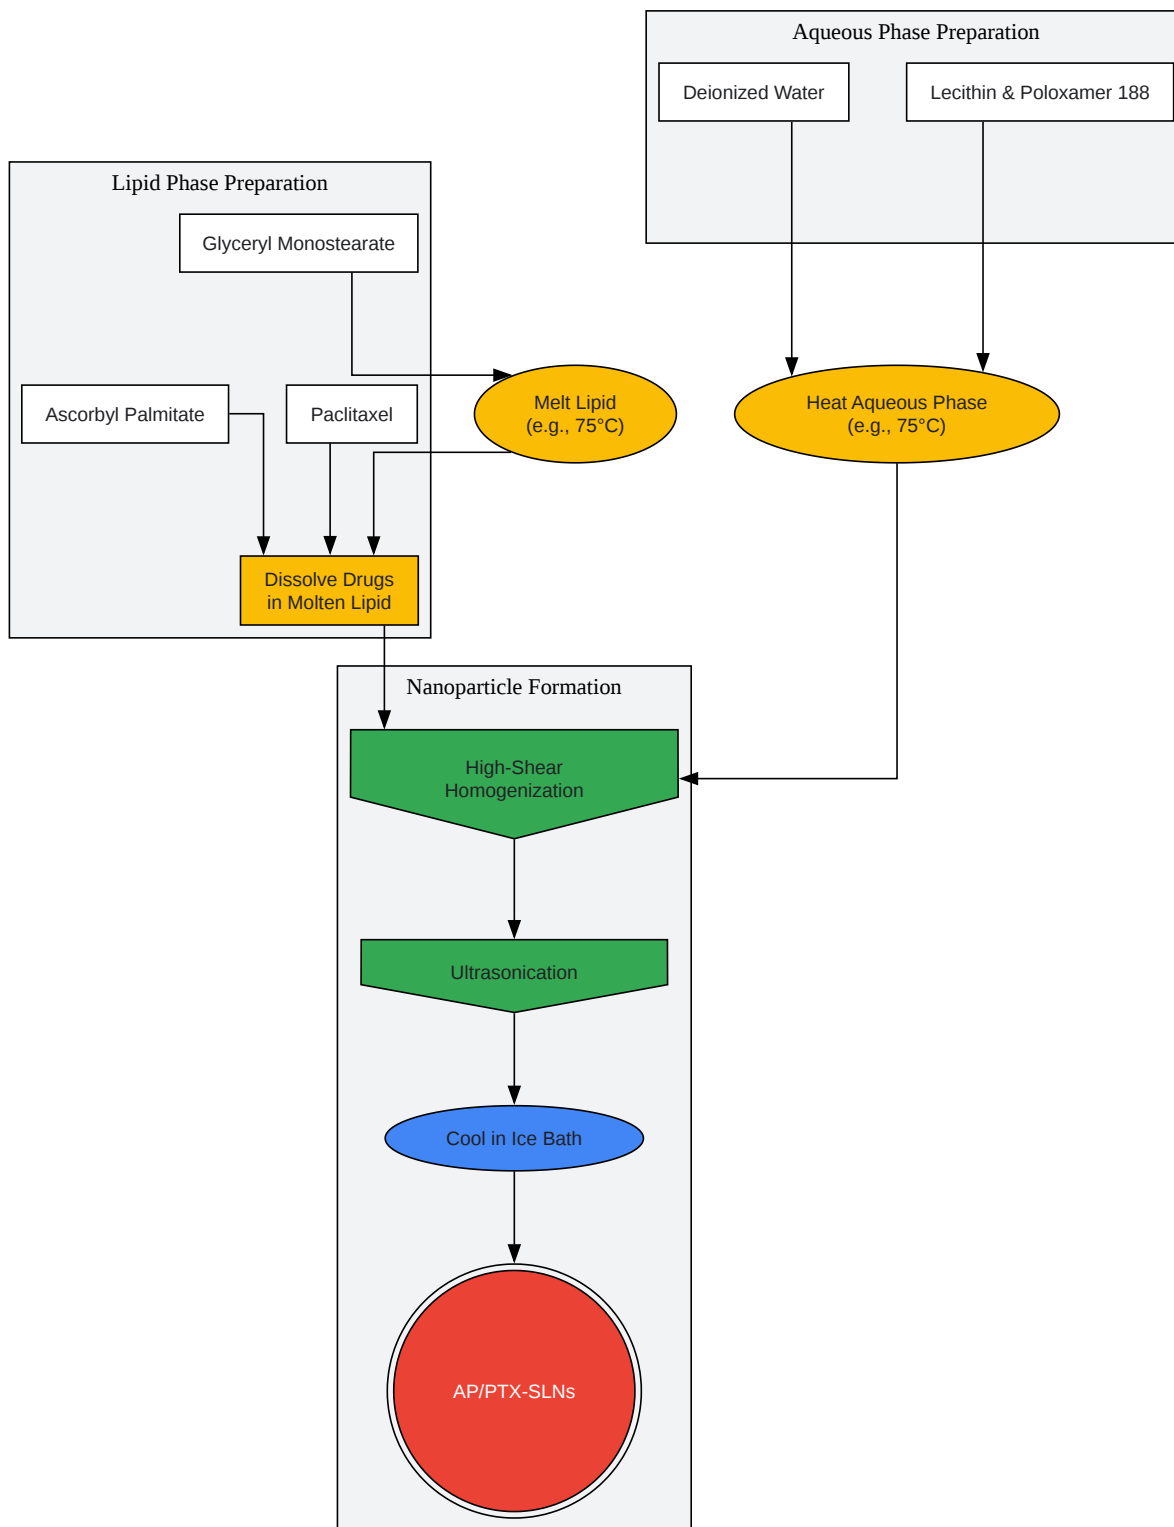 Aqueous Phase Preparation
Deionized Water
Lecithin & Poloxamer 188
Lipid Phase Preparation
Glyceryl Monostearate
Ascorbyl Palmitate
Paclitaxel
Melt Lipid
(e.g., 75°C)
Heat Aqueous Phase
(e.g., 75°C)
Dissolve Drugs
in Molten Lipid
Nanoparticle Formation
High-Shear
Homogenization
Ultrasonication
Cool in Ice Bath
AP/PTX-SLNs